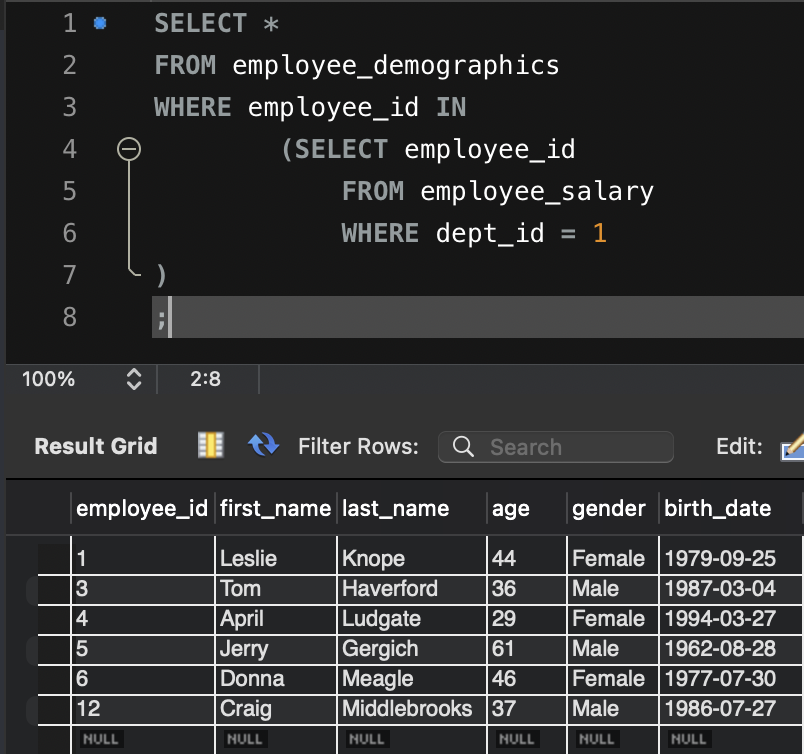 1 SELECT *
2 FROM employee_demographics
3 WHERE employee_id IN
4 (SELECT employee_id
5 FROM employee_salary
6 WHERE dept_id = 1
7 )
8 ;
100% 2:8
Result Grid Filter Rows: Search Edit:
employee_id first_name last_name age gender birth_date
1 Leslie Knope 44 Female 1979-09-25
3 Tom Haverford 36 Male 1987-03-04
4 April Ludgate 29 Female 1994-03-27
5 Jerry Gergich 61 Male 1962-08-28
6 Donna Meagle 46 Female 1977-07-30
12 Craig Middlebrooks 37 Male 1986-07-27
NULL NULL NULL NULL NULL NULL